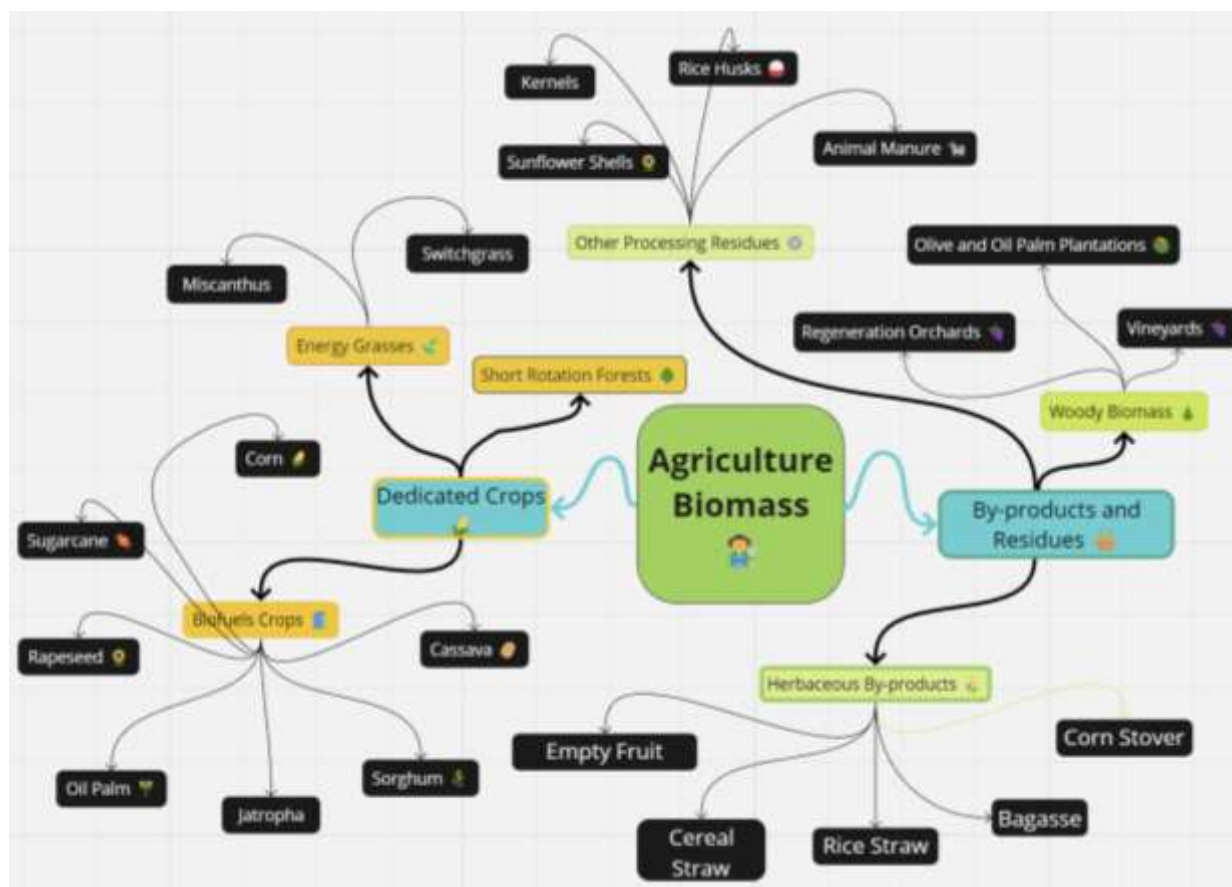 Rice Husks
Kernels
Animal Manure
Sunflower Shells
Other Processing Residues
Olive and Oil Palm Plantations
Switchgrass
Miscanthus
Regeneration Orchards
Vineyards
Energy Grasses
Short Rotation Forests
Woody Biomass
Corn
Agriculture
Biomass
Dedicated Crops
By-products and
Residues
Sugarcane
Biofuels Crops
Rapeseed
Cassava
Herbaceous By-products
Empty Fruit
Corn Stover
Oil Palm
Sorghum
Jatropha
Cereal
Straw
Rice Straw
Bagasse